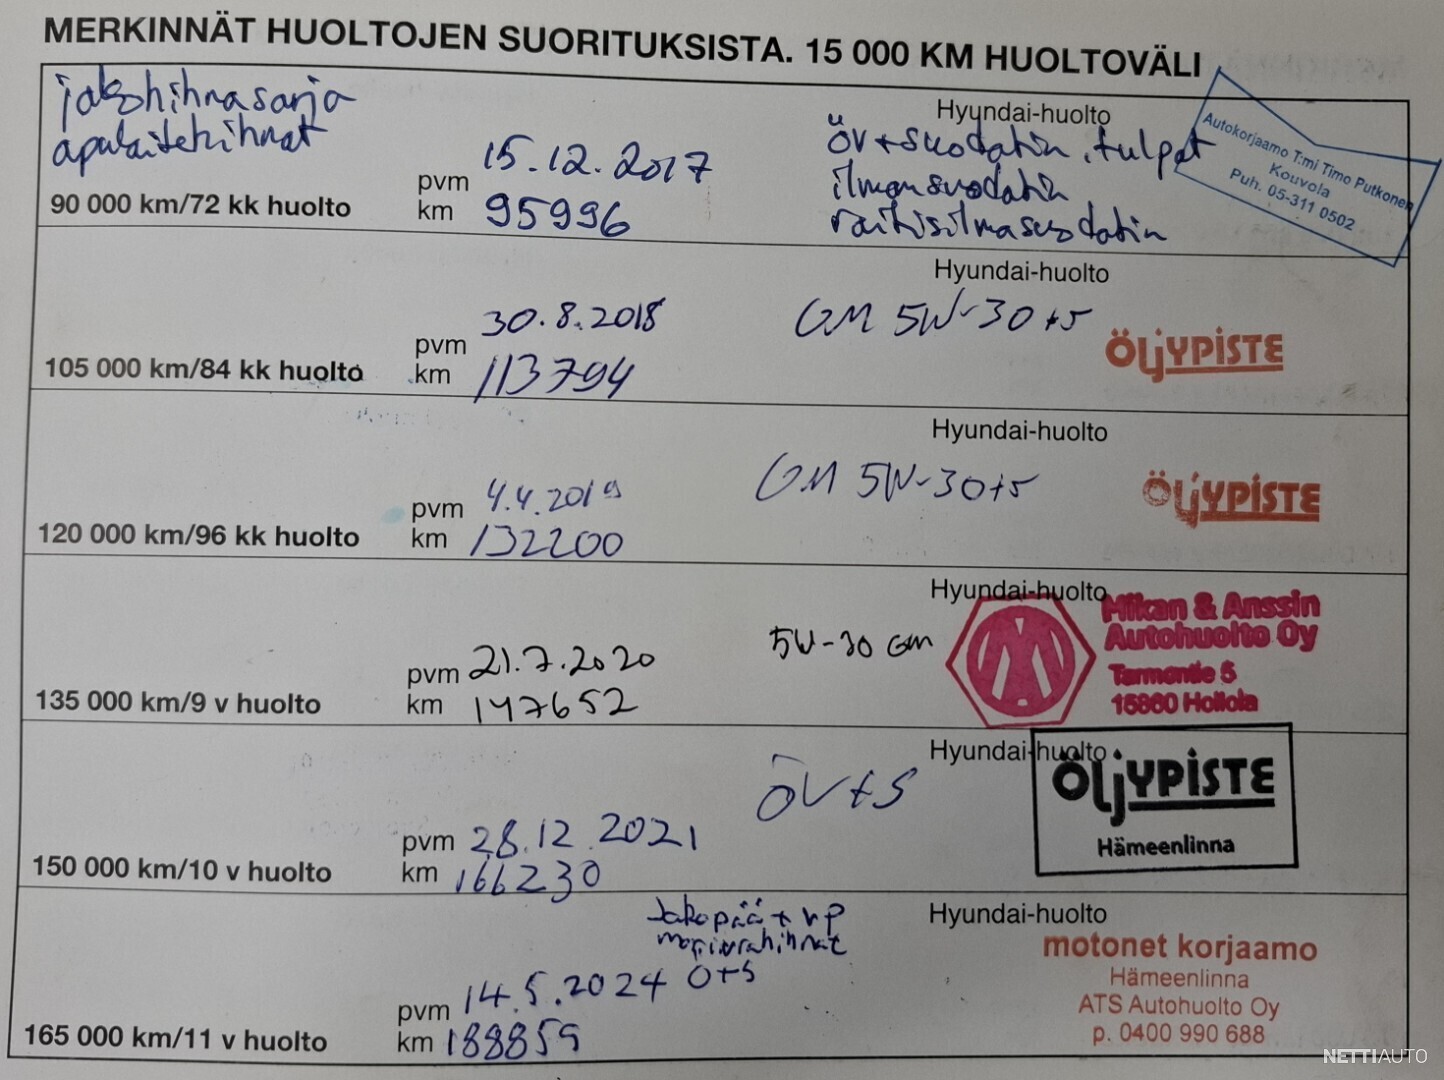 MERKINNÄT HUOLTOJEN SUORITUKSISTA. 15 000 KM HUOLTOVÄLI
jakohihnasarja
apulaitehihnat
90 000 km/72 kk huolto
pvm 15.12.2017
km 95996
Hyundai-huolto
öv+suodatin, tulpat
ilmansuodatin
raitisilmasuodatin
Autokorjaamo T:mi Timo Putkonen
Kouvola
Puh. 05-311 0502
105 000 km/84 kk huolto
pvm 30.8.2018
km 113794
Hyundai-huolto
GM 5W-30+s
ÖLjYPiSTE
120 000 km/96 kk huolto
pvm 4.4.2019
km 132200
Hyundai-huolto
GM 5W-30+s
ÖLjYPiSTE
135 000 km/9 v huolto
pvm 21.7.2020
km 147652
Hyundai-huolto
5W-30 GM
Mikan & Anssin
Autohuolto Oy
Tarmontie 5
15860 Hollola
150 000 km/10 v huolto
pvm 28.12.2021
km 166230
Hyundai-huolto
ÖV+S
ÖLjYPiSTE
Hämeenlinna
165 000 km/11 v huolto
pvm 14.5.2024
km 188859
Jakopää + vp
Ö+S
Hyundai-huolto
motonet korjaamo
Hämeenlinna
ATS Autohuolto Oy
p. 0400 990 688
NETTIAUTO